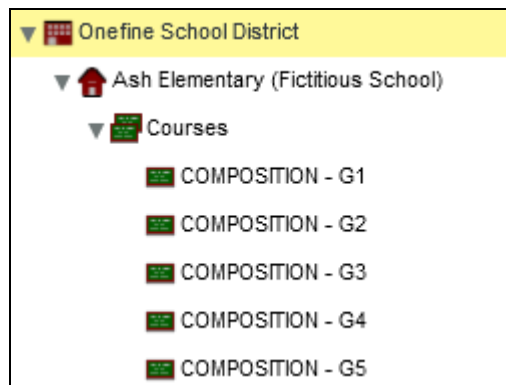 Onefine School District
Ash Elementary (Fictitious School)
Courses
COMPOSITION - G1
COMPOSITION - G2
COMPOSITION - G3
COMPOSITION - G4
COMPOSITION - G5